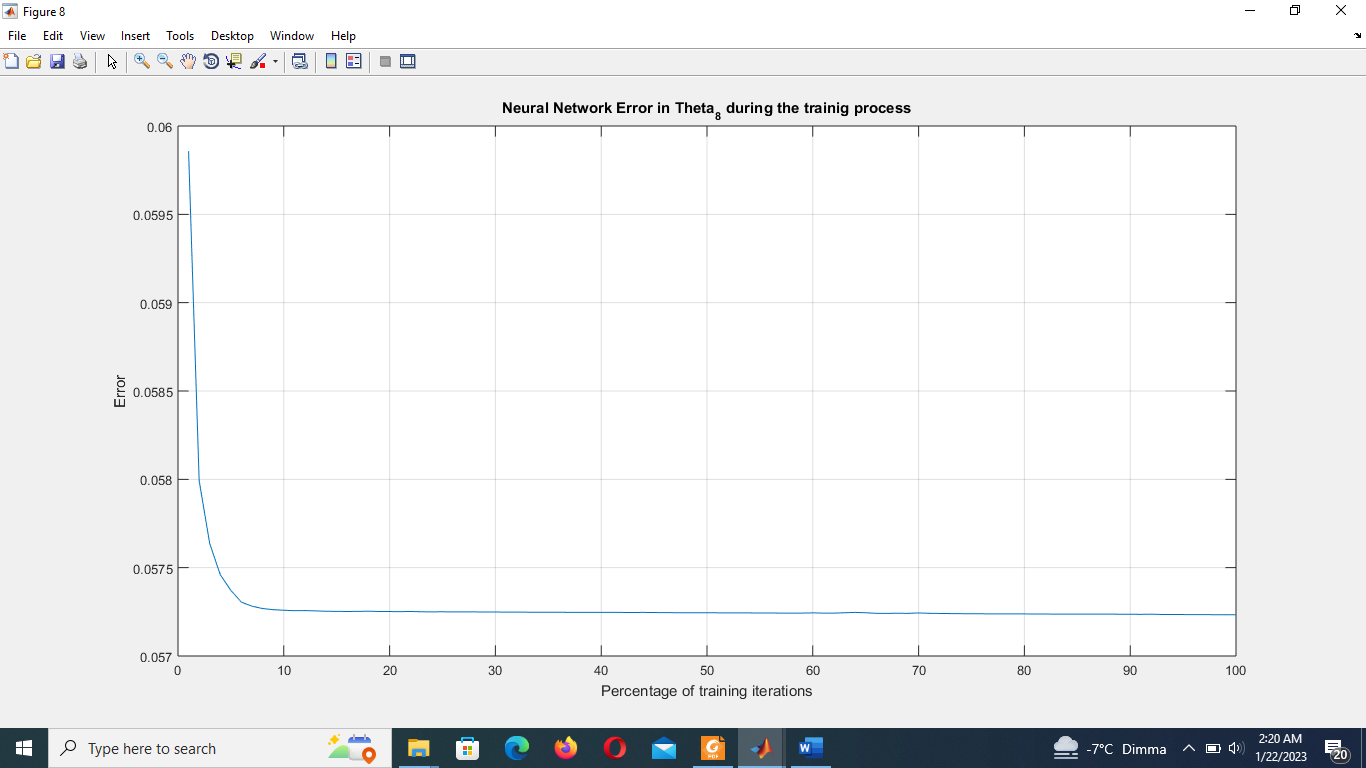 Figure 8
File Edit View Insert Tools Desktop Window Help
Neural Network Error in Theta8 during the trainig process
0.06
0.0595
0.059
0.0585
0.058
0.0575
0.057
Error
0 10 20 30 40 50 60 70 80 90 100
Percentage of training iterations
Type here to search
G
PDF
W
-7°C Dimma
2:20 AM
1/22/2023
20